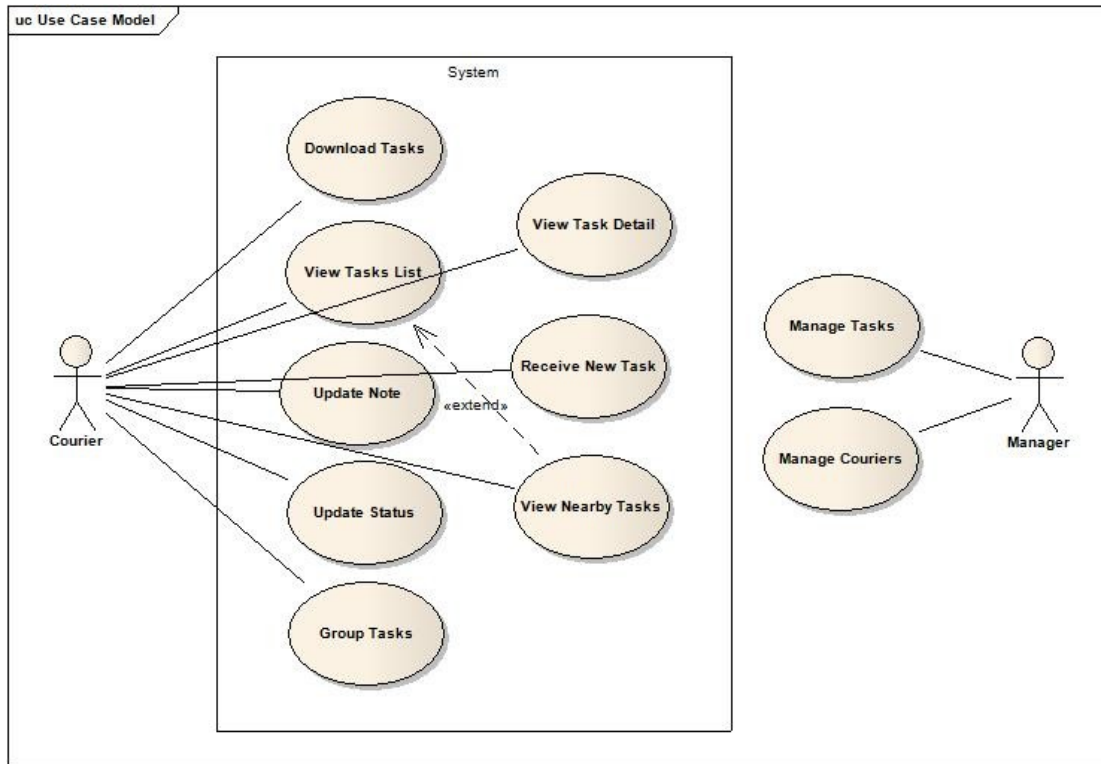 uc Use Case Model
System
Download Tasks
View Task Detail
View Tasks List
Manage Tasks
Receive New Task
Update Note
«extend»
Courier
Manager
Manage Couriers
View Nearby Tasks
Update Status
Group Tasks